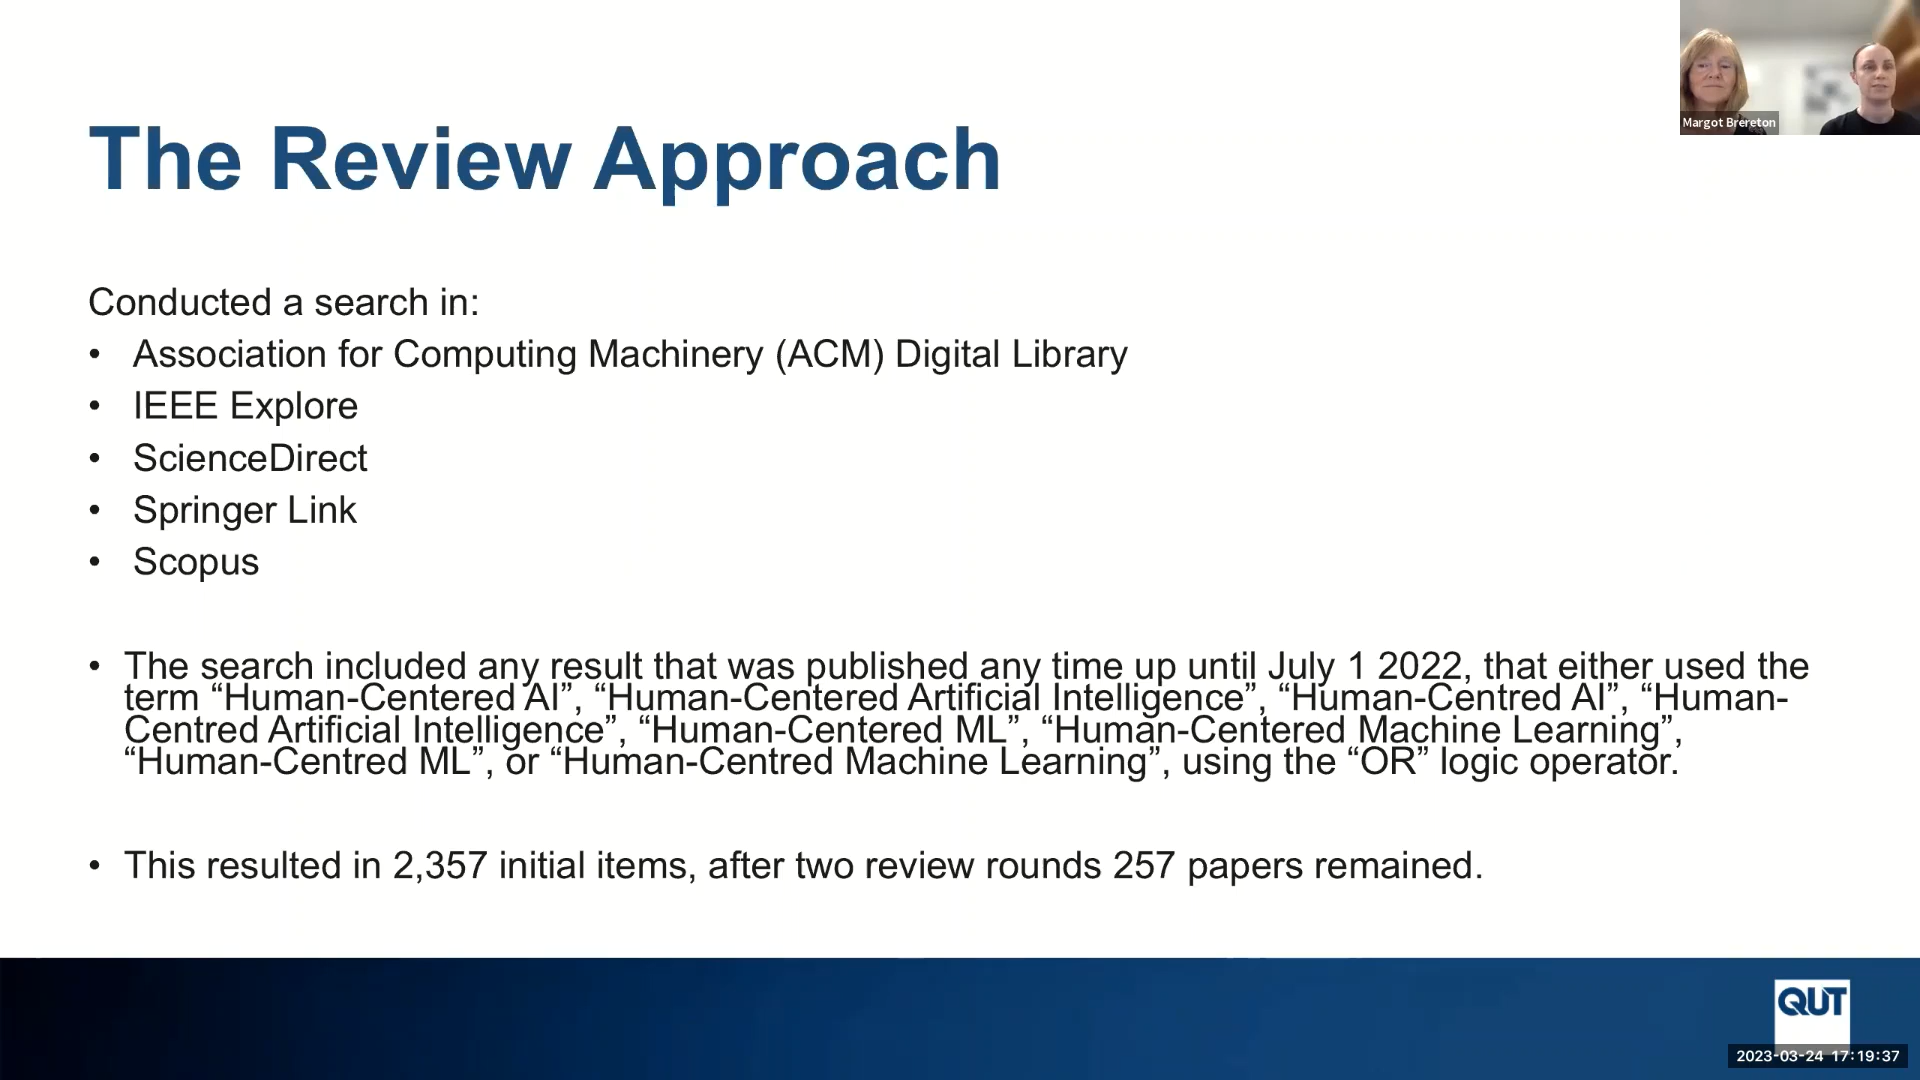 Margot Brereton
The Review Approach
Conducted a search in:
• Association for Computing Machinery (ACM) Digital Library
• IEEE Explore
• ScienceDirect
• Springer Link
• Scopus
• The search included any result that was published any time up until July 1 2022, that either used the
term “Human-Centered AI”, “Human-Centered Artificial Intelligence”, “Human-Centred AI”, “Human-
Centred Artificial Intelligence”, “Human-Centered ML”, “Human-Centered Machine Learning”,
“Human-Centred ML”, or “Human-Centred Machine Learning”, using the “OR” logic operator.
• This resulted in 2,357 initial items, after two review rounds 257 papers remained.
QUT
2023-03-24 17:19:37